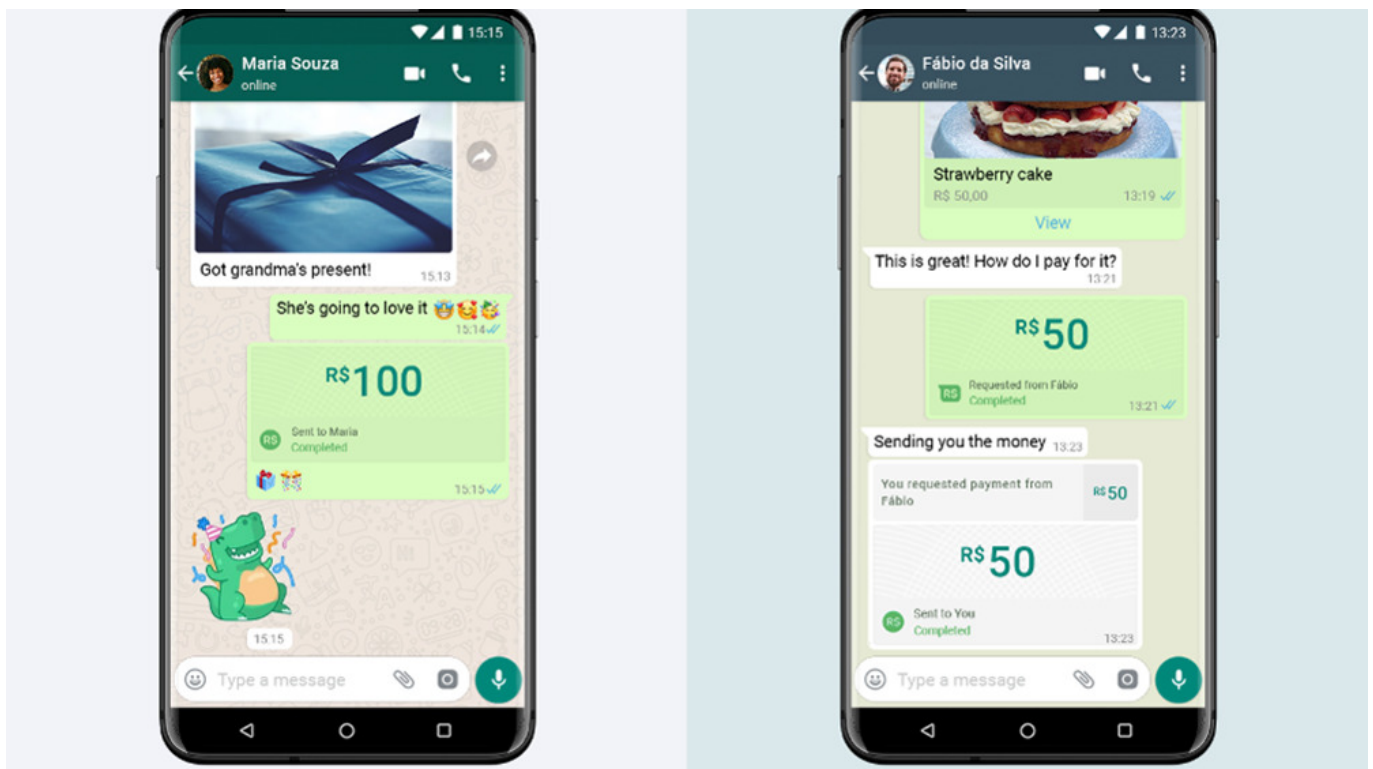 15:15
Maria Souza
online
Got grandma's present!
15:13
She's going to love it
15:14
R$100
R$
Sent to Maria
Completed
15:15
15:15
Type a message
13:23
Fábio da Silva
online
Strawberry cake
R$ 50,00
13:19
View
This is great! How do I pay for it?
13:21
R$50
R$
Requested from Fábio
Completed
13:21
Sending you the money
13:23
You requested payment from
Fábio
R$50
R$50
R$
Sent to You
Completed
13:23
Type a message